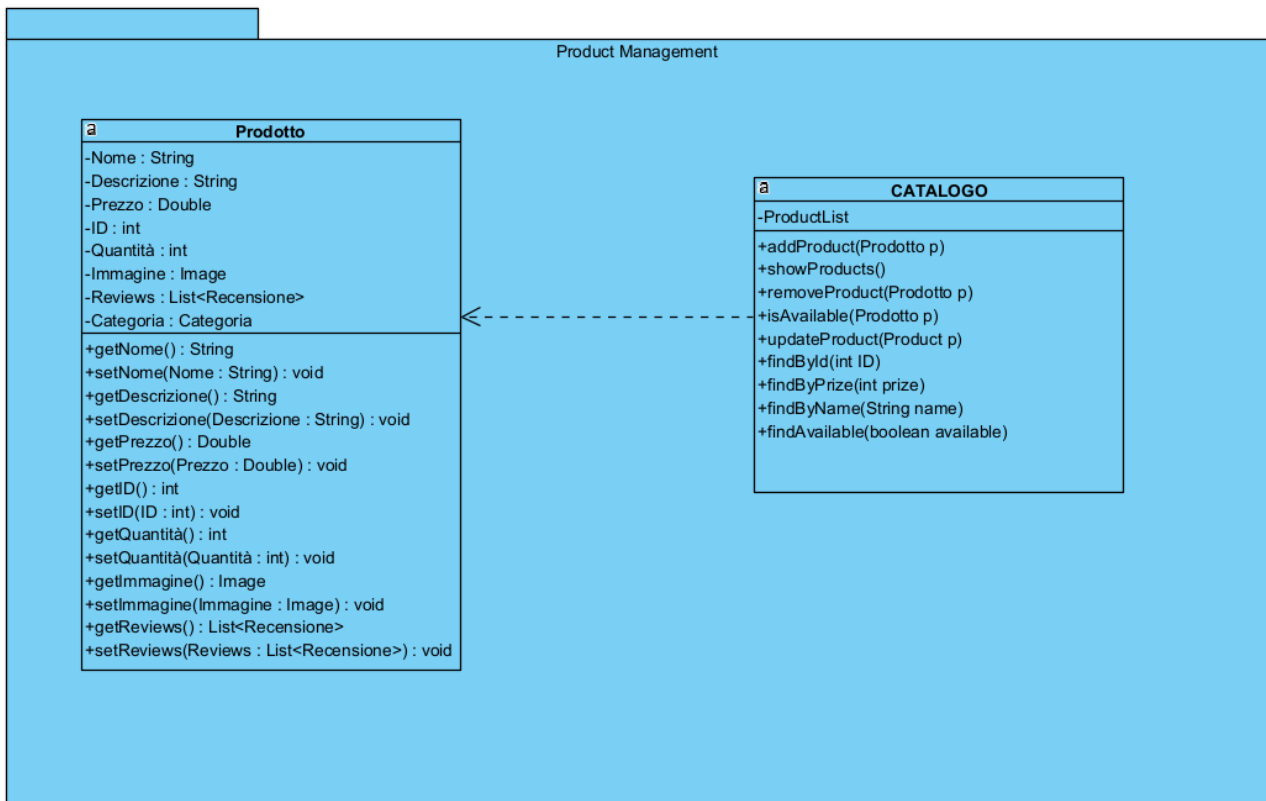 Product Management
a
Prodotto
-Nome : String
-Descrizione : String
-Prezzo : Double
-ID : int
-Quantità : int
-Immagine : Image
-Reviews : List<Recensione>
-Categoria : Categoria
+getNome() : String
+setNome(Nome : String) : void
+getDescrizione() : String
+setDescrizione(Descrizione : String) : void
+getPrezzo() : Double
+setPrezzo(Prezzo : Double) : void
+getID() : int
+setID(ID : int) : void
+getQuantità() : int
+setQuantità(Quantità : int) : void
+getImmagine() : Image
+setImmagine(Immagine : Image) : void
+getReviews() : List<Recensione>
+setReviews(Reviews : List<Recensione>) : void
a
CATALOGO
-ProductList
+addProduct(Prodotto p)
+showProducts()
+removeProduct(Prodotto p)
+isAvailable(Prodotto p)
+updateProduct(Product p)
+findById(int ID)
+findByPrize(int prize)
+findByName(String name)
+findAvailable(boolean available)